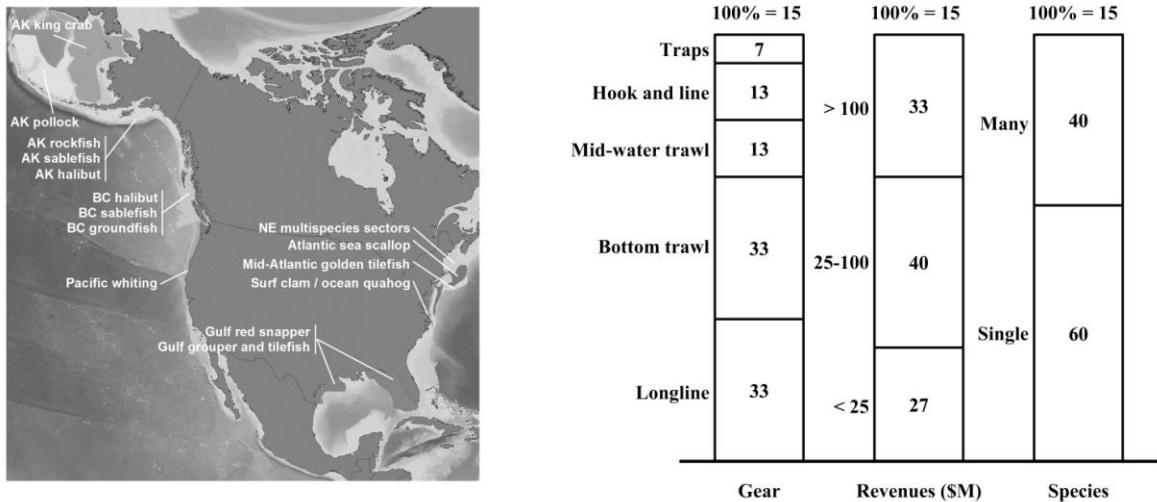 AK king crab
AK pollock
AK rockfish
AK sablefish
AK halibut
BC halibut
BC sablefish
BC groundfish
Pacific whiting
NE multispecies sectors
Atlantic sea scallop
Mid-Atlantic golden tilefish
Surf clam / ocean quahog
Gulf red snapper
Gulf grouper and tilefish
100% = 15
Traps
7
Hook and line
13
Mid-water trawl
13
Bottom trawl
33
Longline
33
Gear
100% = 15
> 100
33
25-100
40
< 25
27
Revenues ($M)
100% = 15
Many
40
Single
60
Species